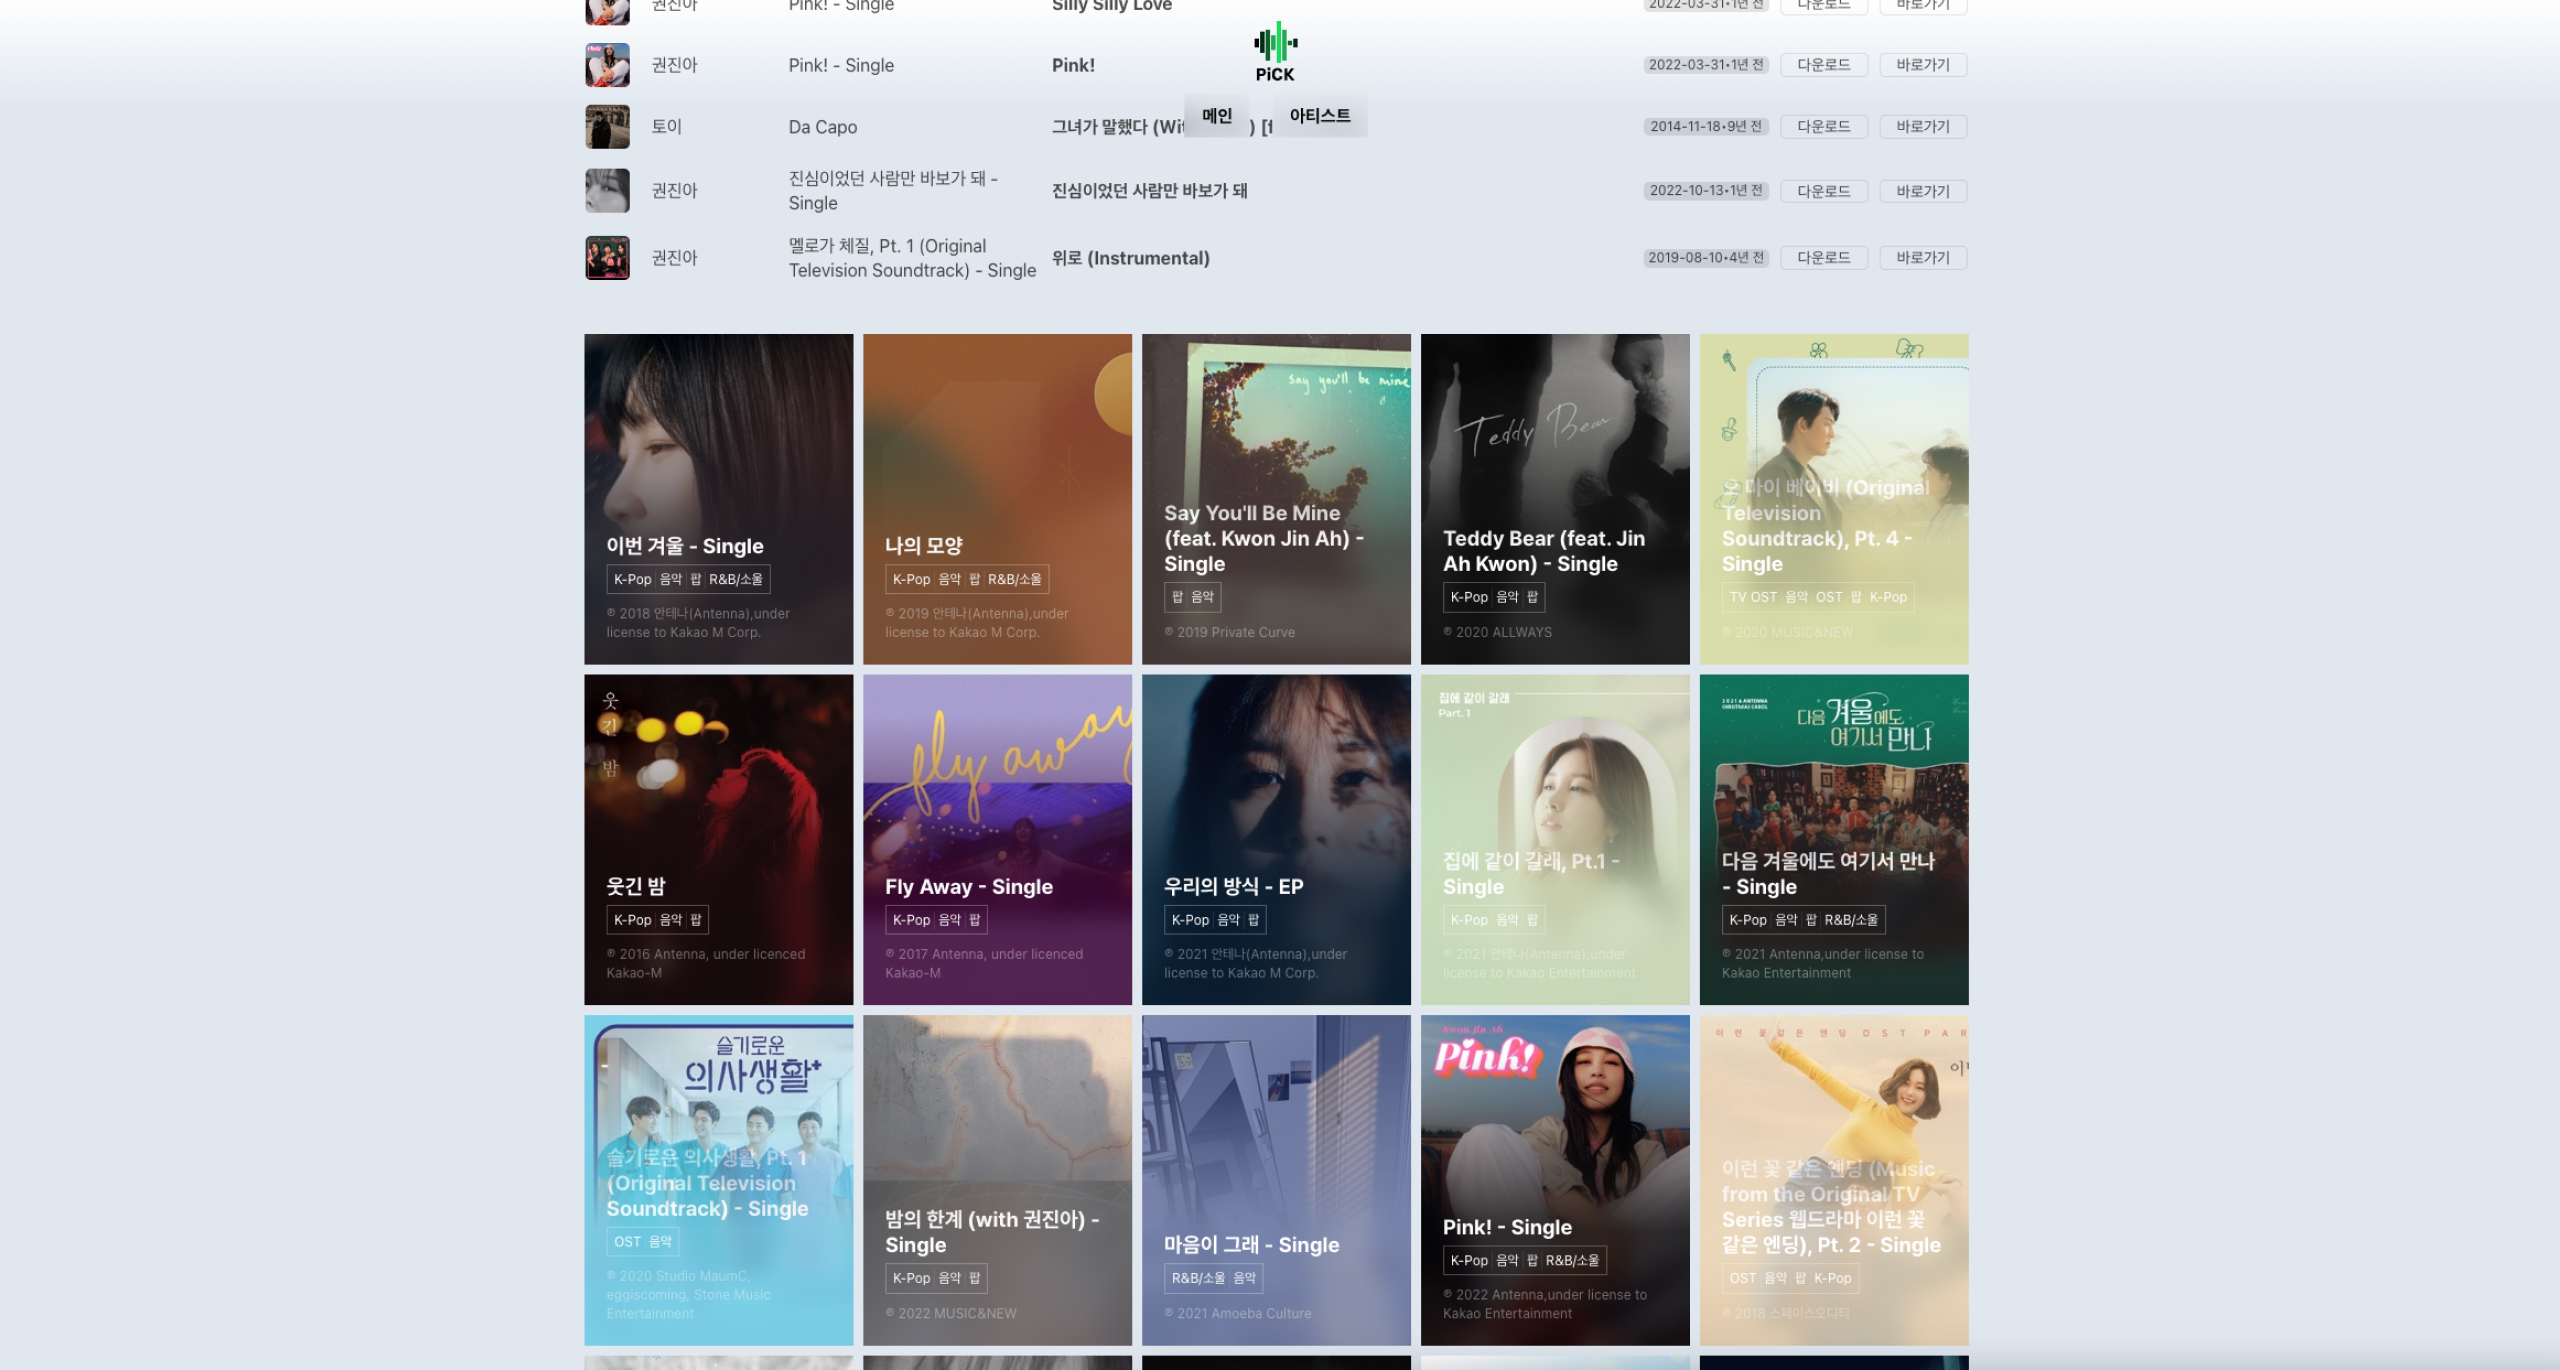 권진아 Pink! - Single Silly Silly Love 2022-03-31•1년 전 다운로드 바로가기
PiCK
권진아 Pink! - Single Pink! 2022-03-31•1년 전 다운로드 바로가기
메인 아티스트
토이 Da Capo 그녀가 말했다 (Wit ) [f 2014-11-18•9년 전 다운로드 바로가기
권진아 진심이었던 사람만 바보가 돼 -
Single 진심이었던 사람만 바보가 돼 2022-10-13•1년 전 다운로드 바로가기
권진아 멜로가 체질, Pt. 1 (Original
Television Soundtrack) - Single 위로 (Instrumental) 2019-08-10•4년 전 다운로드 바로가기
이번 겨울 - Single
K-Pop 음악 팝 R&B/소울
℗ 2018 안테나(Antenna),under
license to Kakao M Corp.
나의 모양
K-Pop 음악 팝 R&B/소울
℗ 2019 안테나(Antenna),under
license to Kakao M Corp.
say you'll be mine
Say You'll Be Mine
(feat. Kwon Jin Ah) -
Single
팝 음악
℗ 2019 Private Curve
Teddy Bear
Teddy Bear (feat. Jin
Ah Kwon) - Single
K-Pop 음악 팝
℗ 2020 ALLWAYS
오 마이 베이비 (Original
Television
Soundtrack), Pt. 4 -
Single
TV OST 음악 OST 팝 K-Pop
℗ 2020 MUSIC&NEW
웃긴 밤
웃긴 밤
K-Pop 음악 팝
℗ 2016 Antenna, under licenced
Kakao-M
fly away
Fly Away - Single
K-Pop 음악 팝
℗ 2017 Antenna, under licenced
Kakao-M
우리의 방식 - EP
K-Pop 음악 팝
℗ 2021 안테나(Antenna),under
license to Kakao M Corp.
집에 같이 갈래
Part. 1
집에 같이 갈래, Pt.1 -
Single
K-Pop 음악 팝
℗ 2021 안테나(Antenna),under
license to Kakao Entertainment
2021 ANTENNA
CHRISTMAS CAROL
다음 겨울에도
여기서 만나
다음 겨울에도 여기서 만나
- Single
K-Pop 음악 팝 R&B/소울
℗ 2021 Antenna,under license to
Kakao Entertainment
슬기로운
의사생활
슬기로운 의사생활, Pt. 1
(Original Television
Soundtrack) - Single
OST 음악
℗ 2020 Studio MaumC,
eggiscoming, Stone Music
Entertainment
밤의 한계 (with 권진아) -
Single
K-Pop 음악 팝
℗ 2022 MUSIC&NEW
마음이 그래 - Single
R&B/소울 음악
℗ 2021 Amoeba Culture
Kwon Jin Ah
Pink!
Pink! - Single
K-Pop 음악 팝 R&B/소울
℗ 2022 Antenna,under license to
Kakao Entertainment
이런 꽃 같은 엔딩 OST PAR
이런 꽃 같은 엔딩 (Music
from the Original TV
Series 웹드라마 이런 꽃
같은 엔딩), Pt. 2 - Single
OST 음악 팝 K-Pop
℗ 2018 스페이스오디티